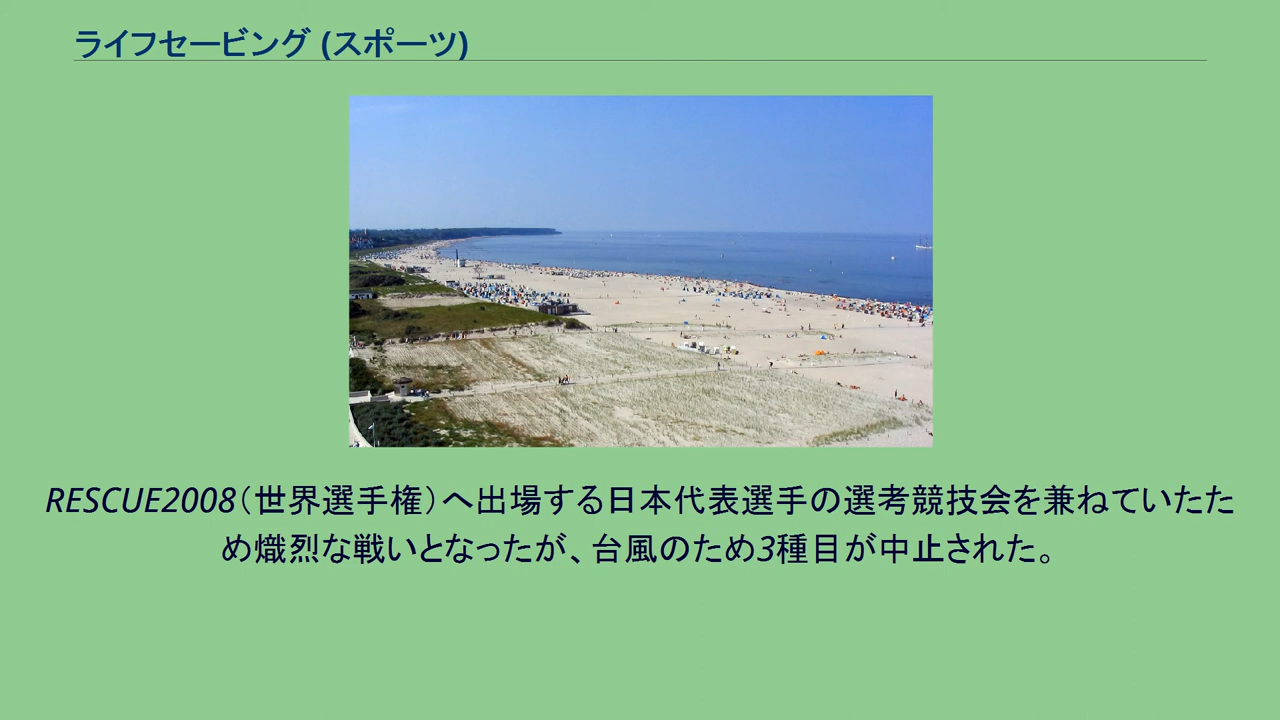 ライフセービング (スポーツ)
RESCUE2008（世界選手権）へ出場する日本代表選手の選考競技会を兼ねていたた
め熾烈な戦いとなったが、台風のため3種目が中止された。